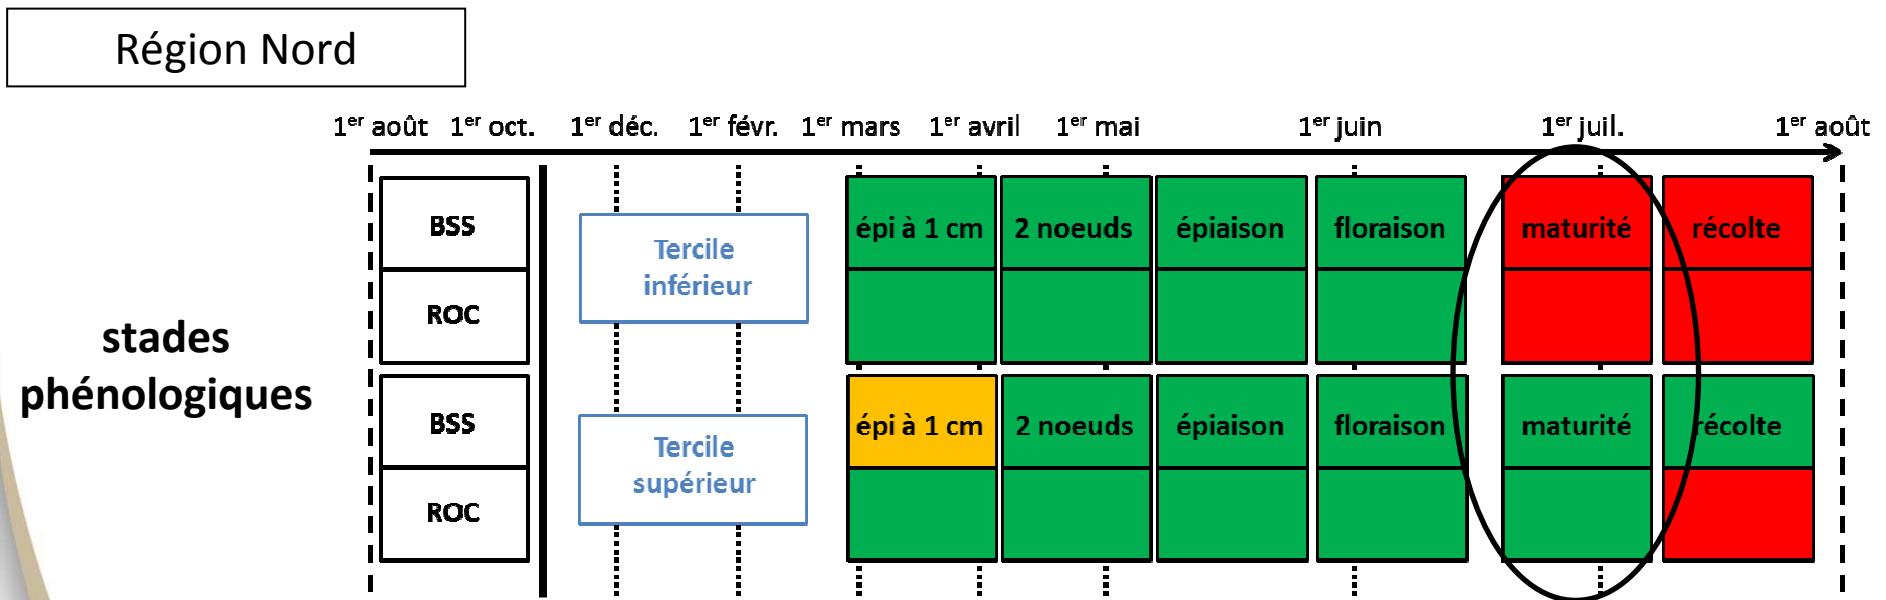 Région Nord
1er août 1er oct. 1er déc. 1er févr. 1er mars 1er avril 1er mai 1er juin 1er juil. 1er août
BSS
Tercile
inférieur
épi à 1 cm 2 noeuds épiaison floraison maturité récolte
ROC
stades
phénologiques
BSS
Tercile
supérieur
épi à 1 cm 2 noeuds épiaison floraison maturité récolte
ROC